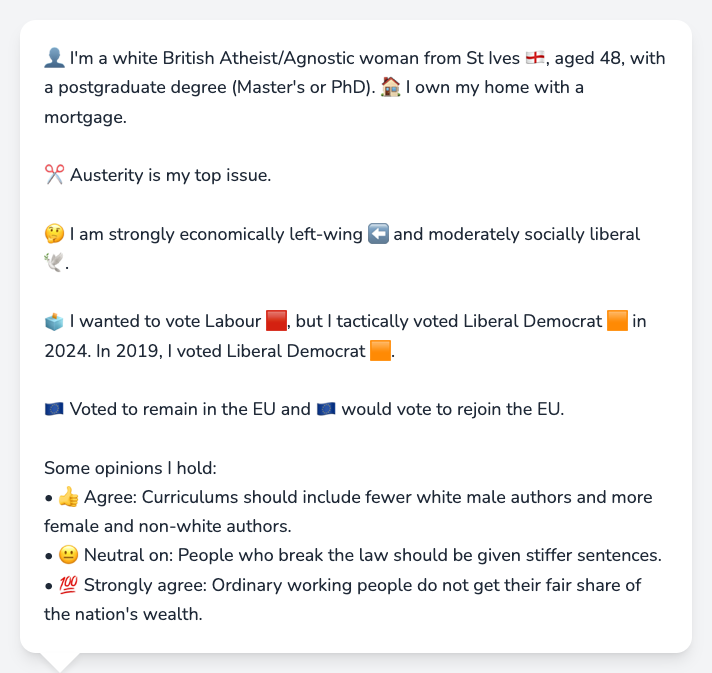 👤 I'm a white British Atheist/Agnostic woman from St Ives 🏴󠁧󠁢󠁥󠁮󠁧󠁿, aged 48, with
a postgraduate degree (Master's or PhD). 🏠 I own my home with a
mortgage.
✂️ Austerity is my top issue.
🤔 I am strongly economically left-wing ⬅️ and moderately socially liberal
🕊️.
🗳️ I wanted to vote Labour 🟥, but I tactically voted Liberal Democrat 🟧 in
2024. In 2019, I voted Liberal Democrat 🟧.
🇪🇺 Voted to remain in the EU and 🇪🇺 would vote to rejoin the EU.
Some opinions I hold:
• 👍 Agree: Curriculums should include fewer white male authors and more
female and non-white authors.
• 😐 Neutral on: People who break the law should be given stiffer sentences.
• 💯 Strongly agree: Ordinary working people do not get their fair share of
the nation's wealth.